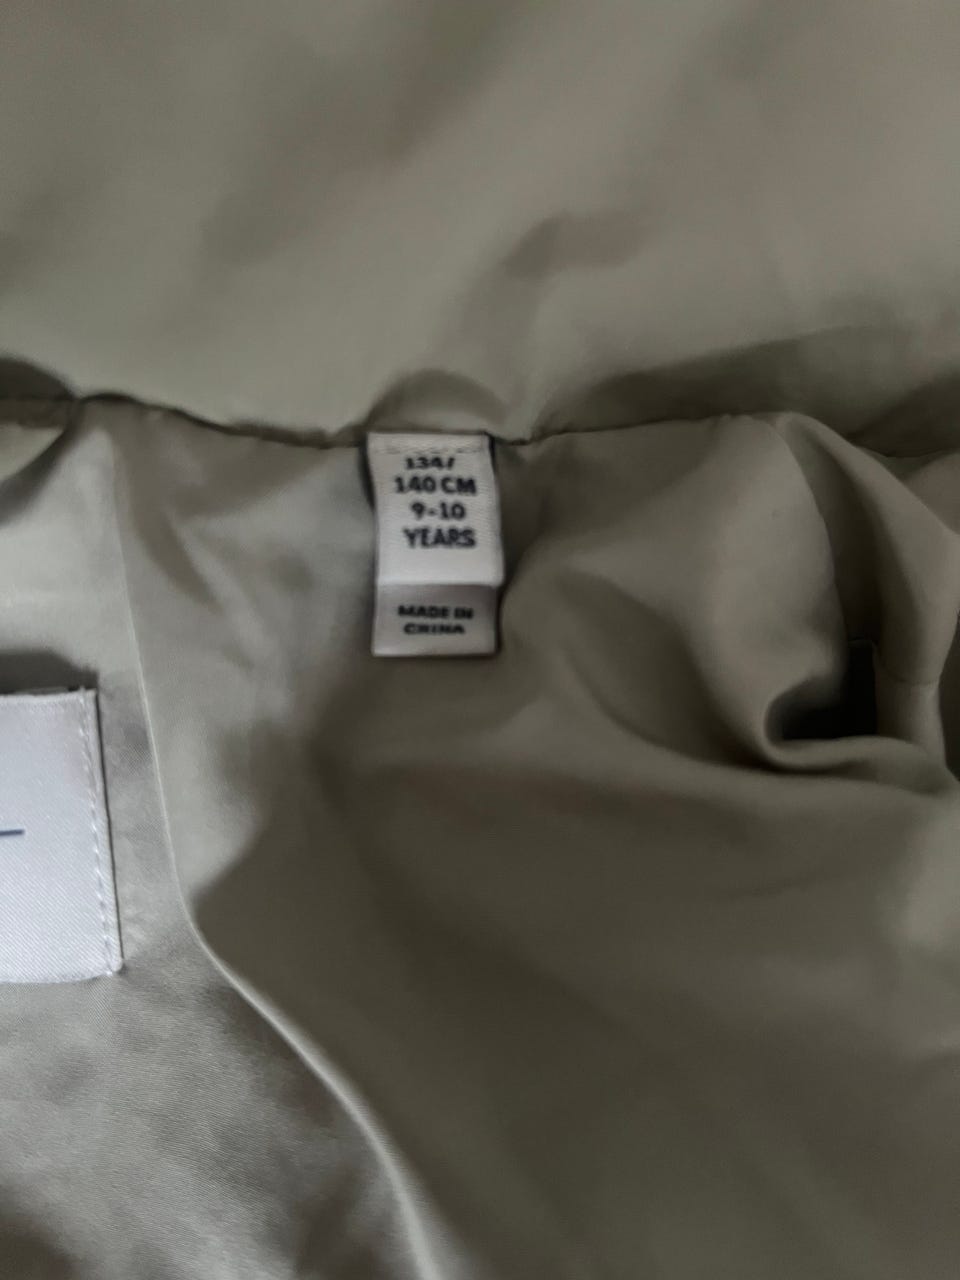 134/
140 CM
9-10
YEARS
MADE IN
CHINA